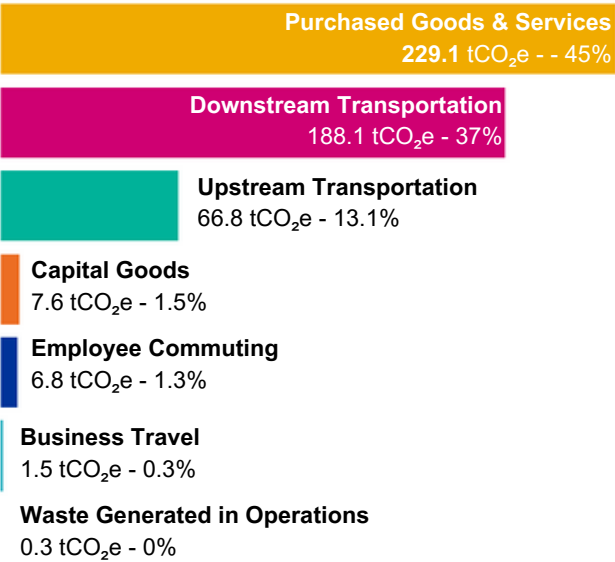 Purchased Goods & Services
229.1 tCO₂e - - 45%
Downstream Transportation
188.1 tCO₂e - 37%
Upstream Transportation
66.8 tCO₂e - 13.1%
Capital Goods
7.6 tCO₂e - 1.5%
Employee Commuting
6.8 tCO₂e - 1.3%
Business Travel
1.5 tCO₂e - 0.3%
Waste Generated in Operations
0.3 tCO₂e - 0%